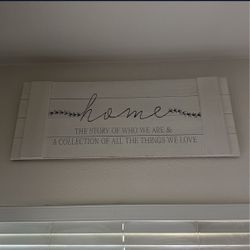 home
THE STORY OF WHO WE ARE &
A COLLECTION OF ALL THE THINGS WE LOVE